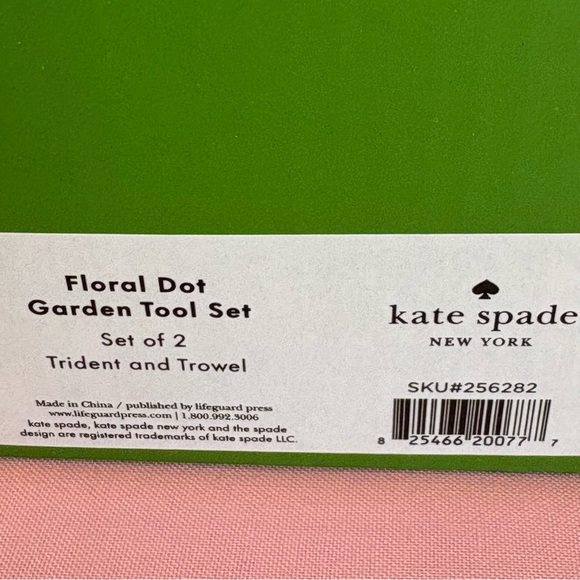 Floral Dot
Garden Tool Set
Set of 2
Trident and Trowel
Made in China / published by lifeguard press
www.lifeguardpress.com | 1.800.992.3006
kate spade, kate spade new york and the spade
design are registered trademarks of kate spade LLC.
kate spade
NEW YORK
SKU#256282
8 25466 20077 7